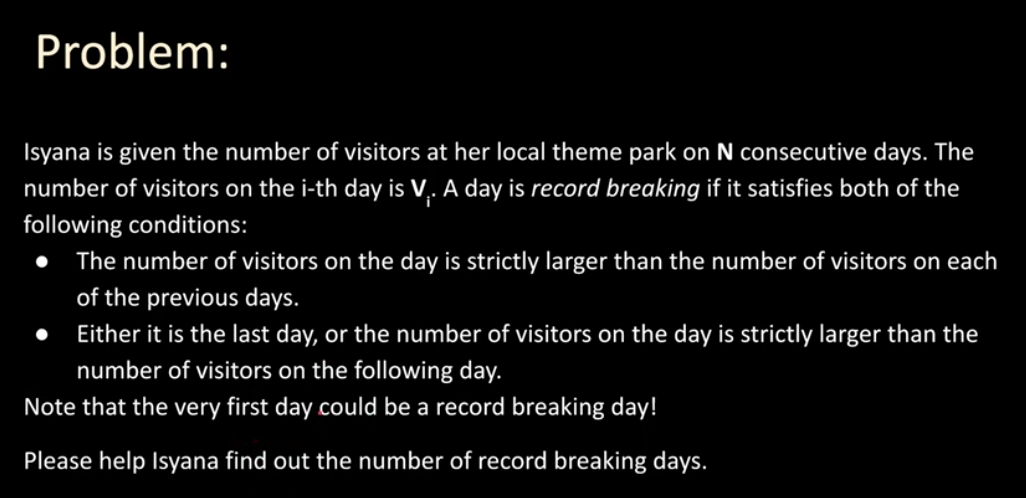 Problem:
Isyana is given the number of visitors at her local theme park on N consecutive days. The
number of visitors on the i-th day is Vi. A day is record breaking if it satisfies both of the
following conditions:
● The number of visitors on the day is strictly larger than the number of visitors on each
of the previous days.
● Either it is the last day, or the number of visitors on the day is strictly larger than the
number of visitors on the following day.
Note that the very first day could be a record breaking day!
Please help Isyana find out the number of record breaking days.